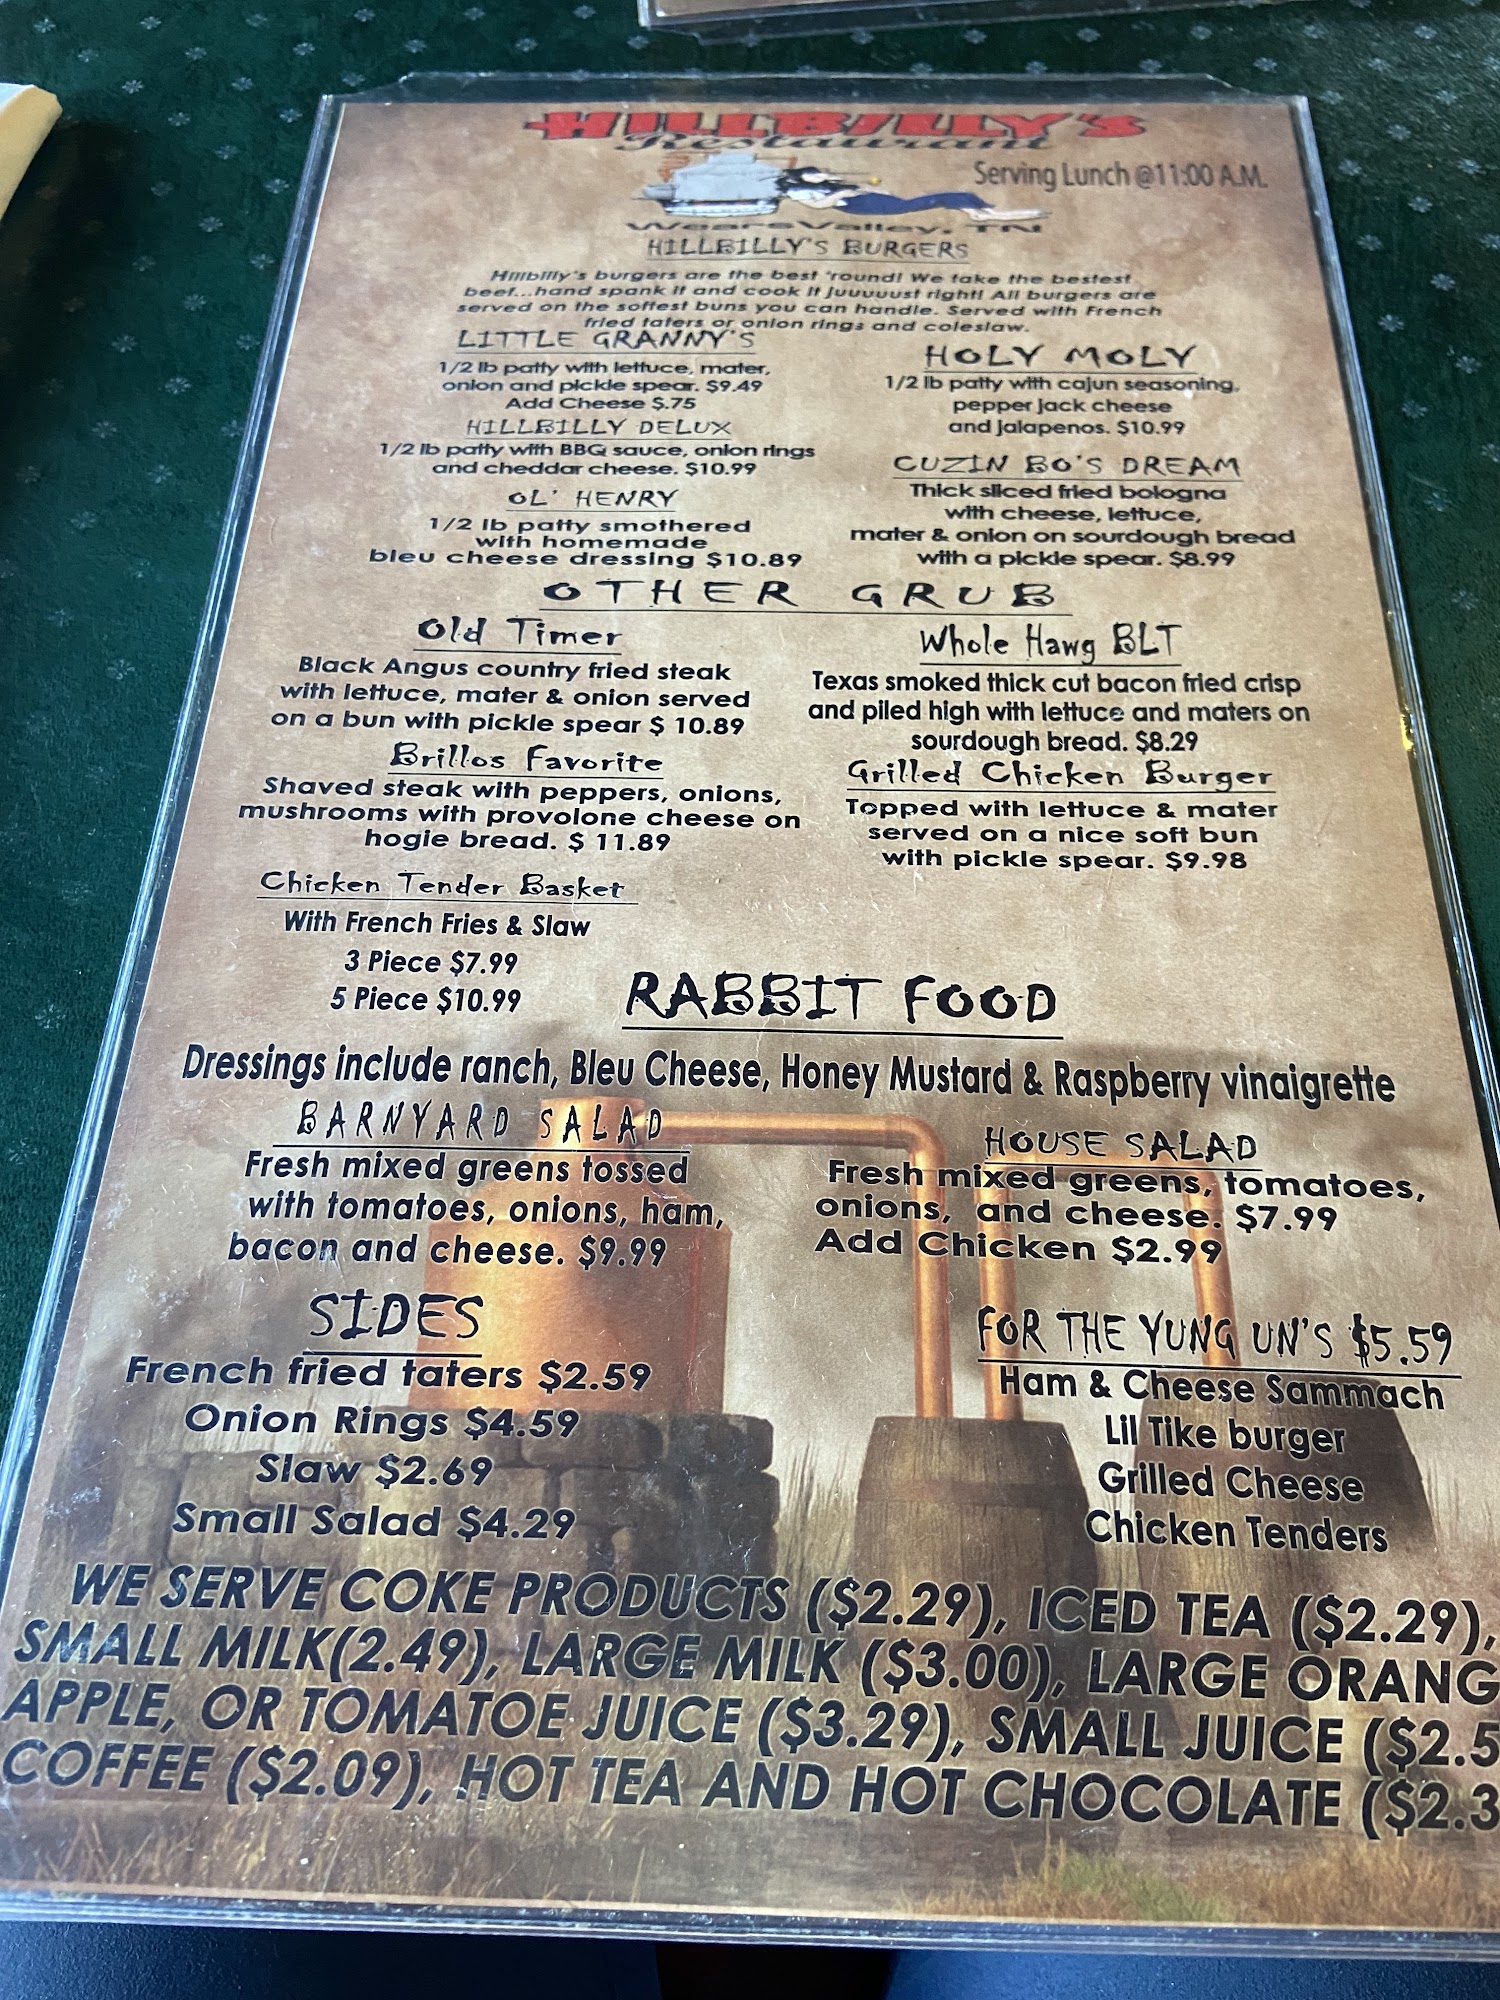 HILLBILLY'S
Restaurant
Serving Lunch @11:00 A.M.
WearsValley, TN
HILLBILLY'S BURGERS
Hillbilly's burgers are the best 'round! We take the bestest
beef...hand spank it and cook it juuuuust right! All burgers are
served on the softest buns you can handle. Served with French
fried taters or onion rings and coleslaw.
LITTLE GRANNY'S
1/2 lb patty with lettuce, mater,
onion and pickle spear. $9.49
Add Cheese $.75
HILLBILLY DELUX
1/2 lb patty with BBQ sauce, onion rings
and cheddar cheese. $10.99
OL' HENRY
1/2 lb patty smothered
with homemade
bleu cheese dressing $10.89
HOLY MOLY
1/2 lb patty with cajun seasoning,
pepper jack cheese
and jalapenos. $10.99
CUZIN BO'S DREAM
Thick sliced fried bologna
with cheese, lettuce,
mater & onion on sourdough bread
with a pickle spear. $8.99
OTHER GRUB
Old Timer
Black Angus country fried steak
with lettuce, mater & onion served
on a bun with pickle spear $ 10.89
Brillos Favorite
Shaved steak with peppers, onions,
mushrooms with provolone cheese on
hogie bread. $ 11.89
Chicken Tender Basket
With French Fries & Slaw
3 Piece $7.99
5 Piece $10.99
Whole Hawg BLT
Texas smoked thick cut bacon fried crisp
and piled high with lettuce and maters on
sourdough bread. $8.29
Grilled Chicken Burger
Topped with lettuce & mater
served on a nice soft bun
with pickle spear. $9.98
RABBIT FOOD
Dressings include ranch, Bleu Cheese, Honey Mustard & Raspberry vinaigrette
BARNYARD SALAD
Fresh mixed greens tossed
with tomatoes, onions, ham,
bacon and cheese. $9.99
HOUSE SALAD
Fresh mixed greens, tomatoes,
onions, and cheese. $7.99
Add Chicken $2.99
SIDES
French fried taters $2.59
Onion Rings $4.59
Slaw $2.69
Small Salad $4.29
FOR THE YUNG UN'S $5.59
Ham & Cheese Sammach
Lil Tike burger
Grilled Cheese
Chicken Tenders
WE SERVE COKE PRODUCTS ($2.29), ICED TEA ($2.29),
SMALL MILK(2.49), LARGE MILK ($3.00), LARGE ORANG
APPLE, OR TOMATOE JUICE ($3.29), SMALL JUICE ($2.5
COFFEE ($2.09), HOT TEA AND HOT CHOCOLATE ($2.3